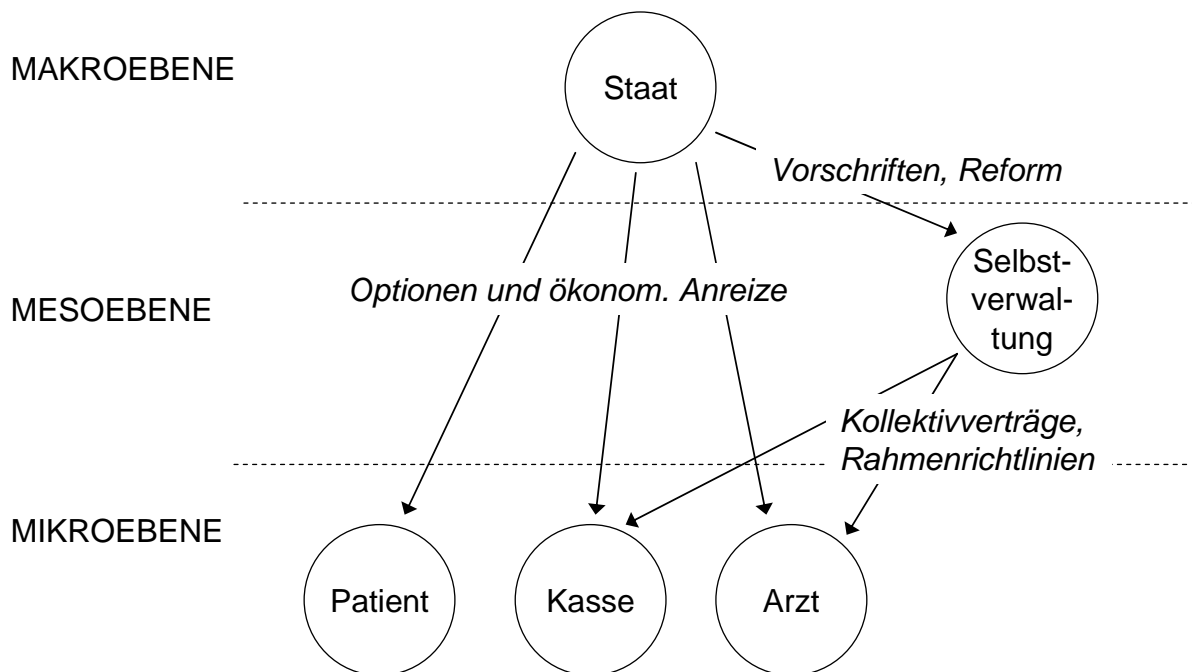 MAKROEBENE
Staat
Vorschriften, Reform
MESOEBENE
Optionen und ökonom. Anreize
Selbst-
verwal-
tung
Kollektivverträge,
Rahmenrichtlinien
MIKROEBENE
Patient
Kasse
Arzt